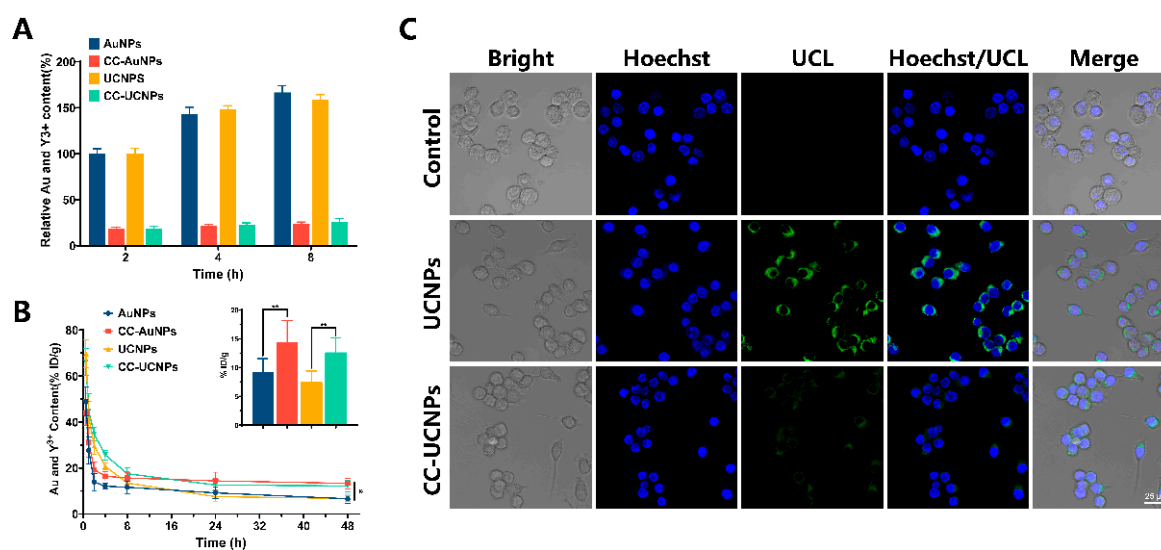 A
AuNPs
CC-AuNPs
UCNPS
CC-UCNPs
Relative Au and Y3+ content(%)
200
150
100
50
0
2 4 8
Time (h)
B
AuNPs
CC-AuNPs
UCNPs
CC-UCNPs
Au and Y³⁺ Content(% ID/g)
80
60
40
20
0
0 8 16 24 32 40 48
Time (h)
% ID/g
20
15
10
5
0
** **
*
C
Bright Hoechst UCL Hoechst/UCL Merge
Control
UCNPs
CC-UCNPs
25